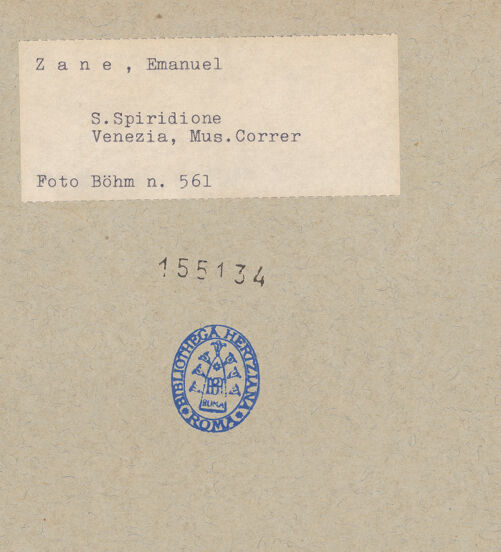 Z a n e , Emanuel
S.Spiridione
Venezia, Mus.Correr
Foto Böhm n. 561
155134
BIBLIOTHECA HERTZIANA
ROMA